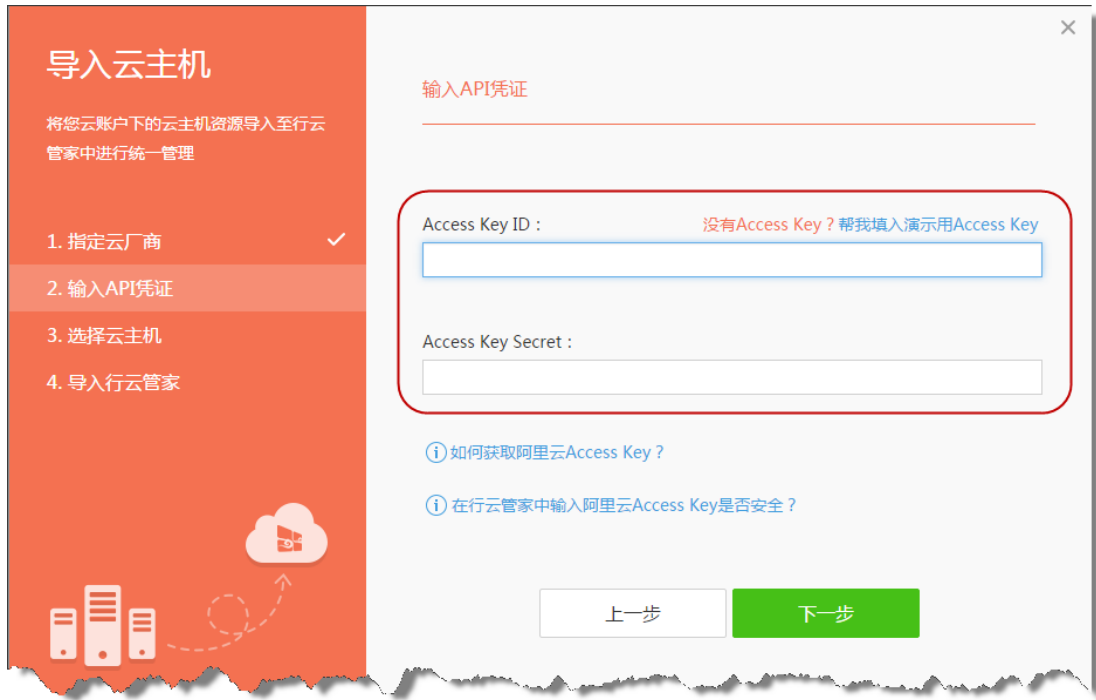 导入云主机
将您云账户下的云主机资源导入至行云
管家中进行统一管理
1. 指定云厂商
2. 输入API凭证
3. 选择云主机
4. 导入行云管家
输入API凭证
Access Key ID：
没有Access Key？帮我填入演示用Access Key
Access Key Secret：
如何获取阿里云Access Key？
在行云管家中输入阿里云Access Key是否安全？
上一步
下一步